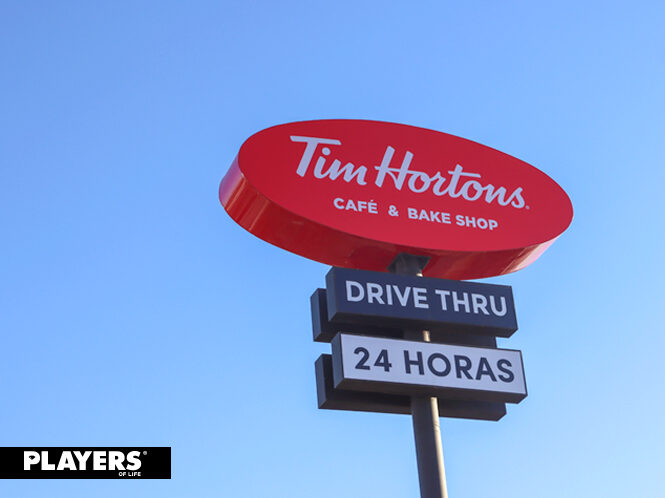 Tim Hortons.
CAFÉ & BAKE SHOP
DRIVE THRU
24 HORAS
PLAYERS®
OF LIFE